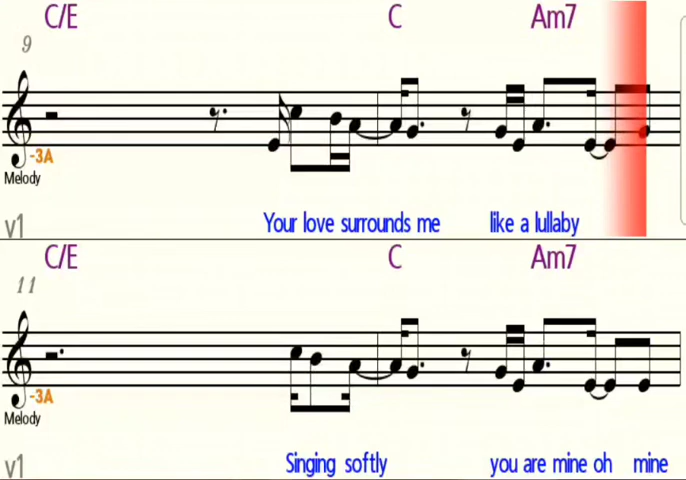 C/E C Am7
9
-3A
Melody
v1 Your love surrounds me like a lullaby
C/E C Am7
11
-3A
Melody
v1 Singing softly you are mine oh mine